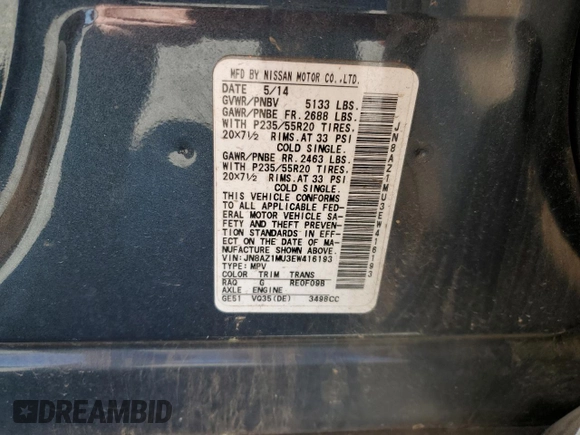 MFD BY NISSAN MOTOR CO.,LTD.
DATE 5/14
GVWR/PNBV 5133 LBS.
GAWR/PNBE FR. 2688 LBS.
WITH P235/55R20 TIRES.
20X7½ RIMS. AT 33 PSI
COLD SINGLE.
GAWR/PNBE RR. 2463 LBS.
WITH P235/55R20 TIRES.
20X7½ RIMS. AT 33 PSI
COLD SINGLE.
THIS VEHICLE CONFORMS
TO ALL APPLICABLE FED-
ERAL MOTOR VEHICLE SA-
FETY AND THEFT PREVEN-
TION STANDARDS IN EFF-
ECT ON THE DATE OF MA-
NUFACTURE SHOWN ABOVE.
VIN: JN8AZ1MU3EW416193
TYPE: MPV
COLOR TRIM TRANS
RAQ G RE0F09B
AXLE ENGINE
GE51 VQ35(DE) 3498CC
JN8AZ1MU3EW416193
DREAMBID